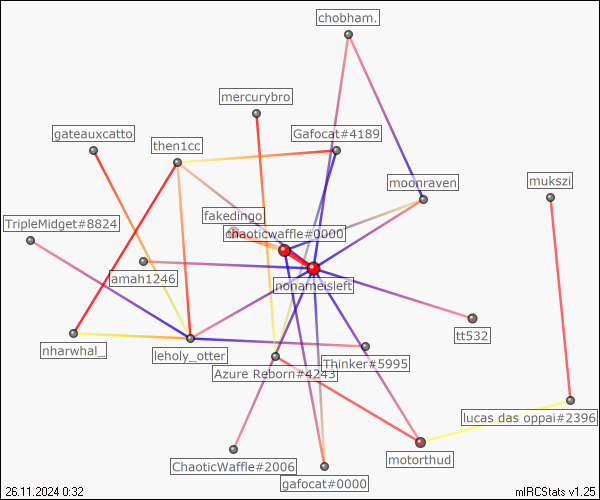 chobham.
mercurybro
gateauxcatto
Gafocat#4189
then1cc
moonraven
mukszi
fakedingo
TripleMidget#8824
chaoticwaffle#0000
amah1246
nonameisleft
tt532
nharwhal_
leholy_otter
Thinker#5995
Azure Reborn#4243
lucas das oppai#2396
motorthud
ChaoticWaffle#2006
gafocat#0000
26.11.2024 0:32
mIRCStats v1.25